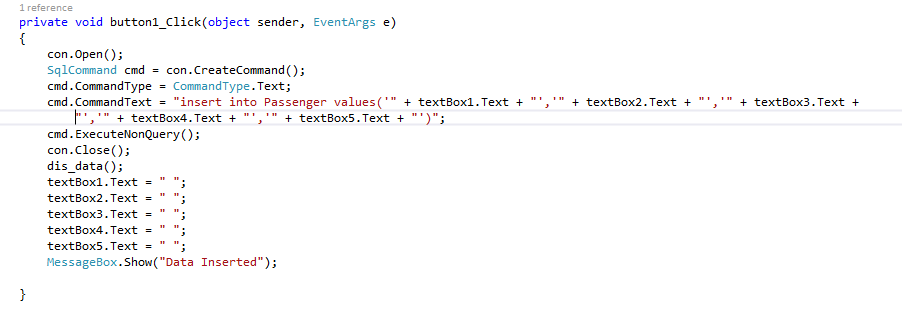 1 reference
private void button1_Click(object sender, EventArgs e)
{
con.Open();
SqlCommand cmd = con.CreateCommand();
cmd.CommandType = CommandType.Text;
cmd.CommandText = "insert into Passenger values('" + textBox1.Text + "','" + textBox2.Text + "','" + textBox3.Text +
"','" + textBox4.Text + "','" + textBox5.Text + "')";
cmd.ExecuteNonQuery();
con.Close();
dis_data();
textBox1.Text = " ";
textBox2.Text = " ";
textBox3.Text = " ";
textBox4.Text = " ";
textBox5.Text = " ";
MessageBox.Show("Data Inserted");
}